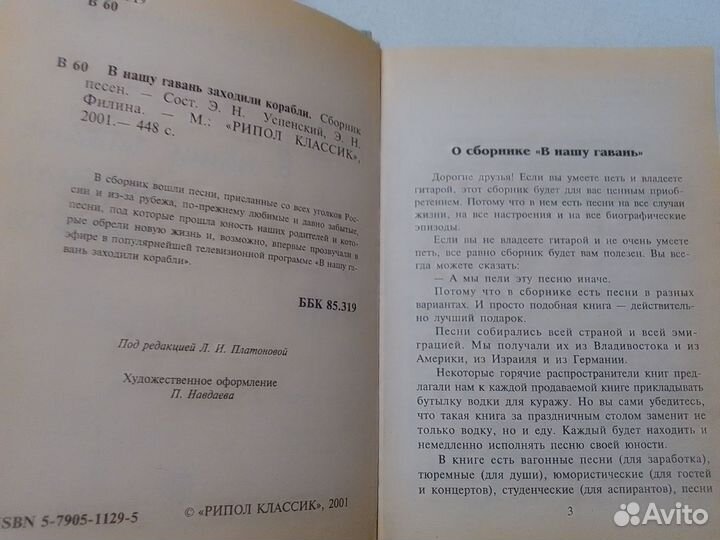 В 60
В 60 В нашу гавань заходили корабли. Сборник
песен. — Сост. Э. Н. Успенский, Э. Н.
Филина. — М.: «РИПОЛ КЛАССИК»,
2001.— 448 с.
В сборник вошли песни, присланные со всех уголков Рос-
сии и из-за рубежа, по-прежнему любимые и давно забытые,
песни, под которые прошла юность наших родителей и кото-
рые обрели новую жизнь и, возможно, впервые прозвучали в
эфире в популярнейшей телевизионной программе «В нашу га-
вань заходили корабли».
ББК 85.319
Под редакцией Л. И. Платоновой
Художественное оформление
П. Навдаева
ISBN 5-7905-1129-5
© «РИПОЛ КЛАССИК», 2001
О сборнике «В нашу гавань»
Дорогие друзья! Если вы умеете петь и владеете
гитарой, этот сборник будет для вас ценным приоб-
ретением. Потому что в нем есть песни на все случаи
жизни, на все настроения и на все биографические
эпизоды.
Если вы не владеете гитарой и не очень умеете
петь, все равно сборник будет вам полезен. Вы все-
гда можете сказать:
— А мы пели эту песню иначе.
Потому что в сборнике есть песни в разных
вариантах. И просто подобная книга — действитель-
но лучший подарок.
Песни собирались всей страной и всей эми-
грацией. Мы получали их из Владивостока и из
Америки, из Израиля и из Германии.
Некоторые горячие распространители книг пред-
лагали нам к каждой продаваемой книге прикладывать
бутылку водки для куражу. Но вы сами убедитесь,
что такая книга за праздничным столом заменит не
только водку, но и еду. Каждый будет находить и
немедленно исполнять песню своей юности.
В книге есть вагонные песни (для заработка),
тюремные (для души), юмористические (для гостей
и концертов), студенческие (для аспирантов), песни
3
Avito